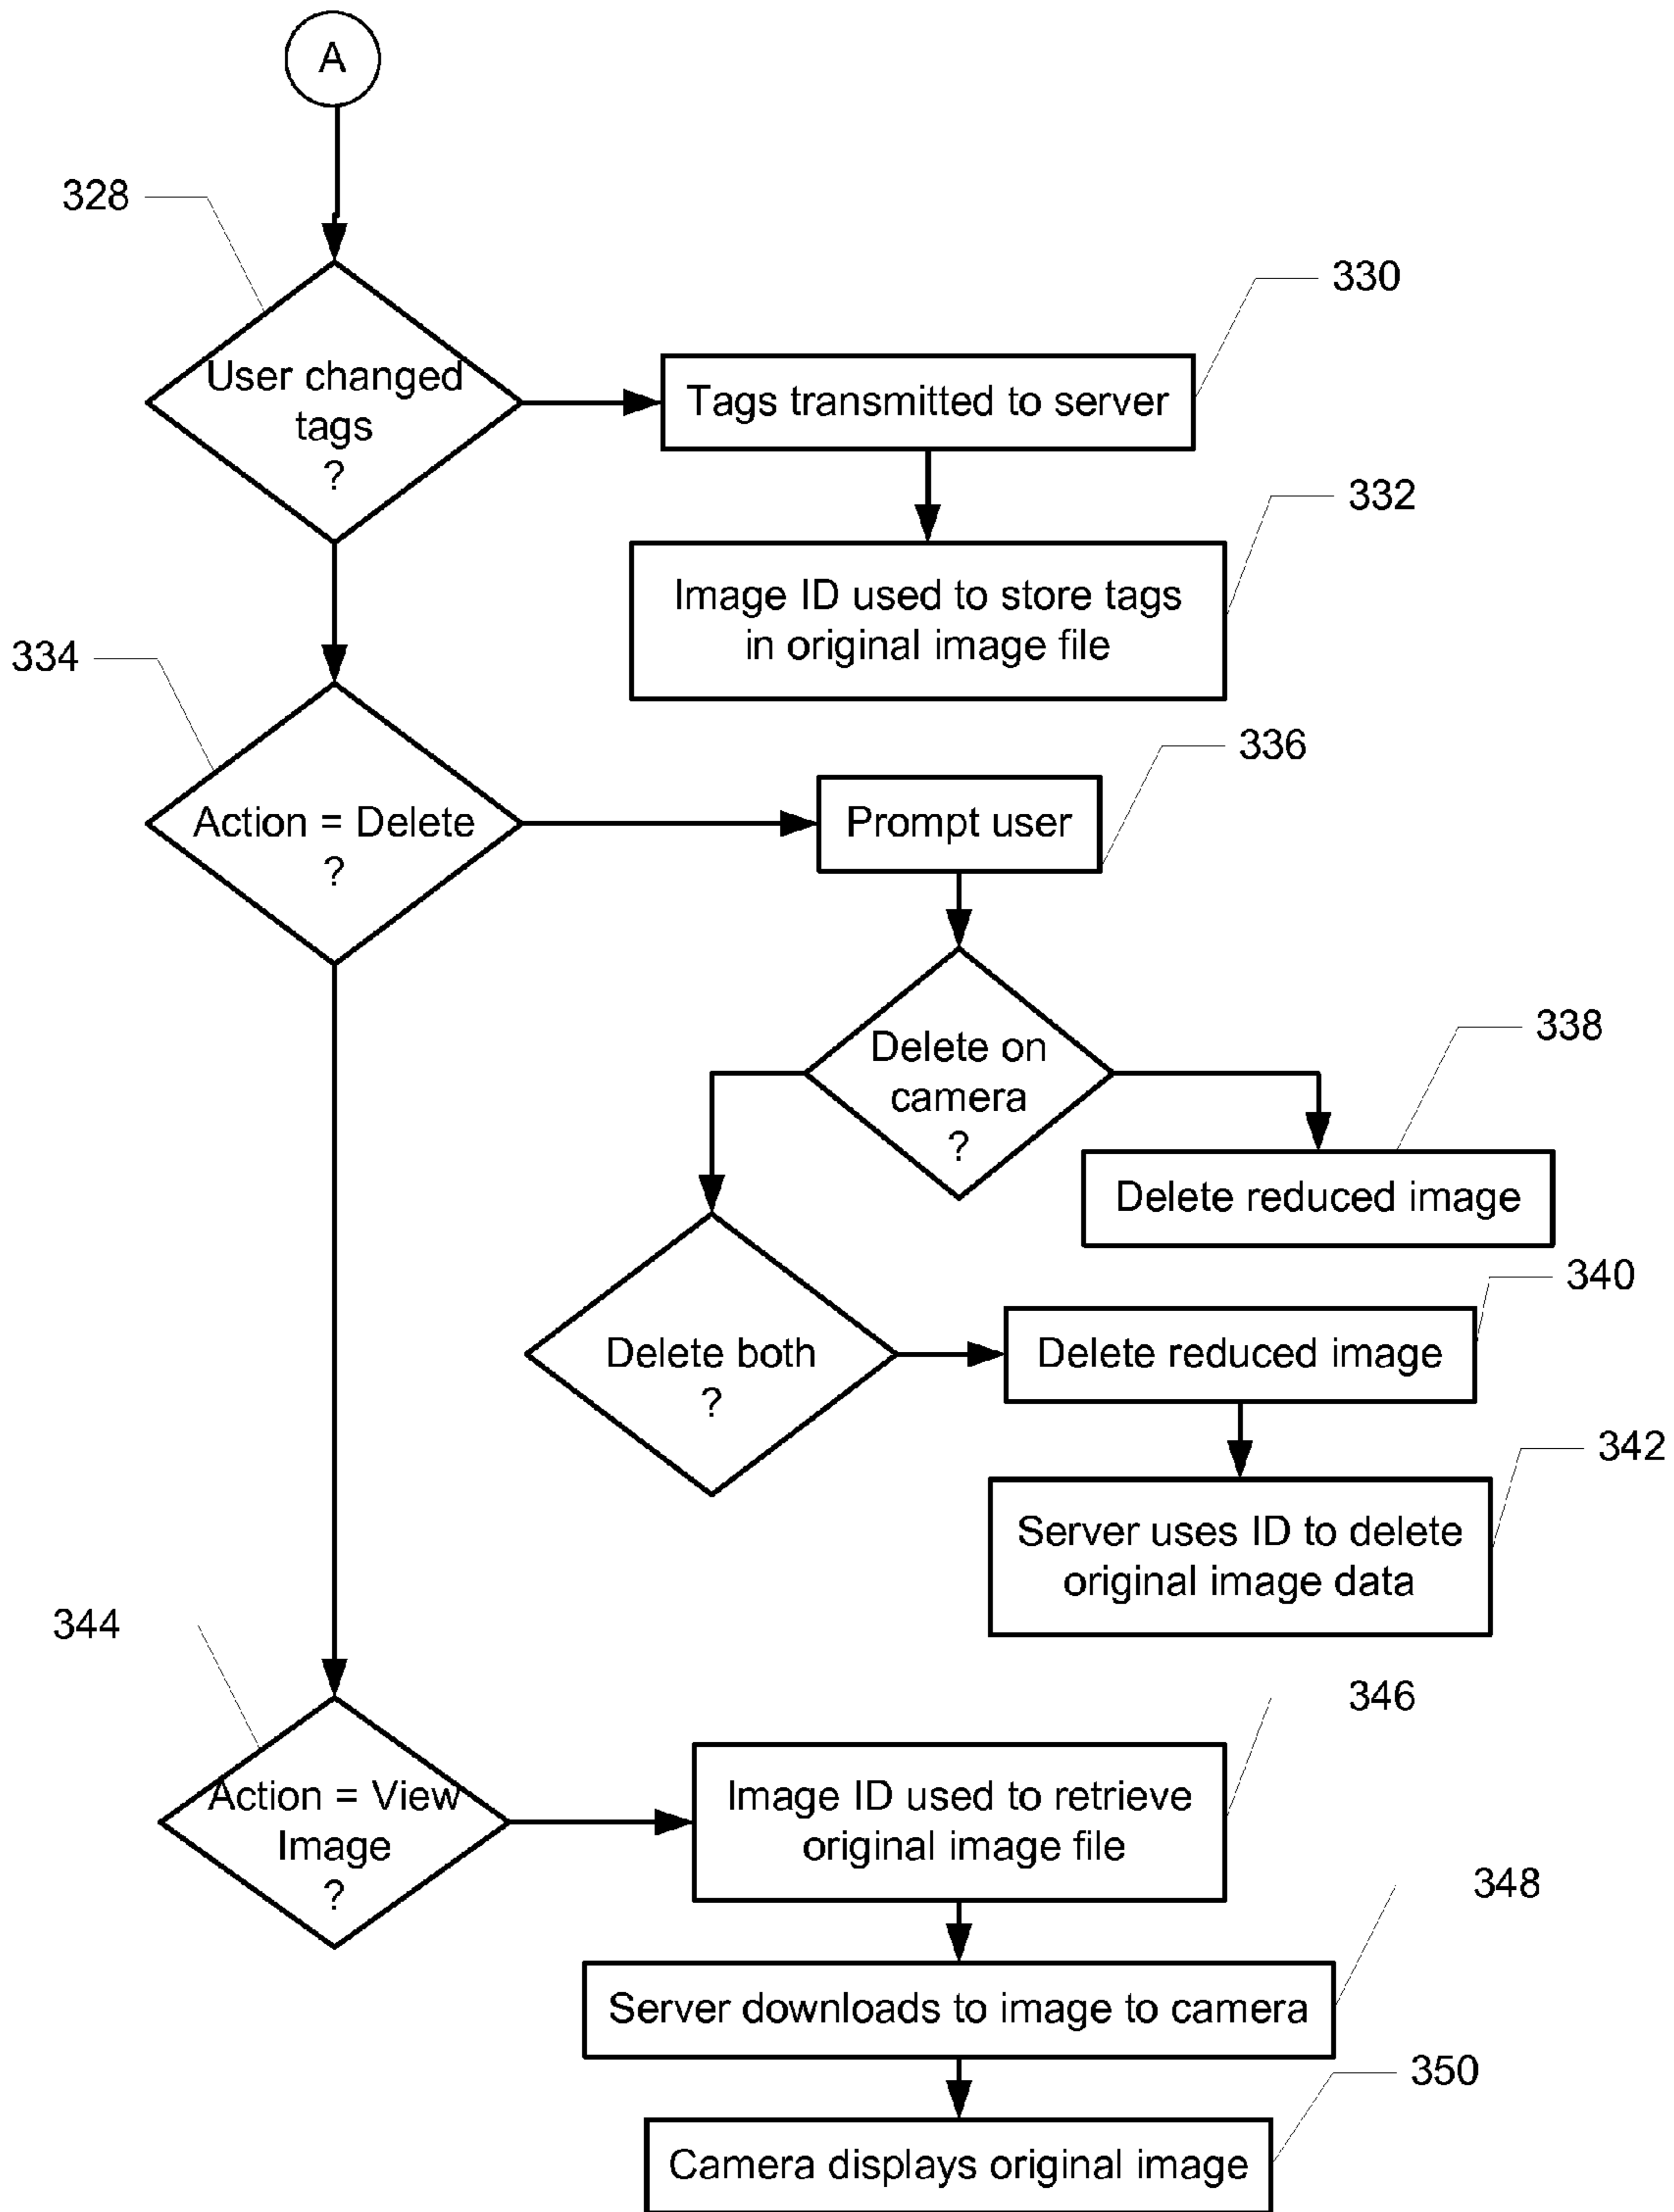 A
328
User changed
tags
?
330
Tags transmitted to server
332
Image ID used to store tags
in original image file
334
Action = Delete
?
336
Prompt user
Delete on
camera
?
338
Delete reduced image
Delete both
?
340
Delete reduced image
342
Server uses ID to delete
original image data
344
Action = View
Image
?
346
Image ID used to retrieve
original image file
348
Server downloads to image to camera
350
Camera displays original image